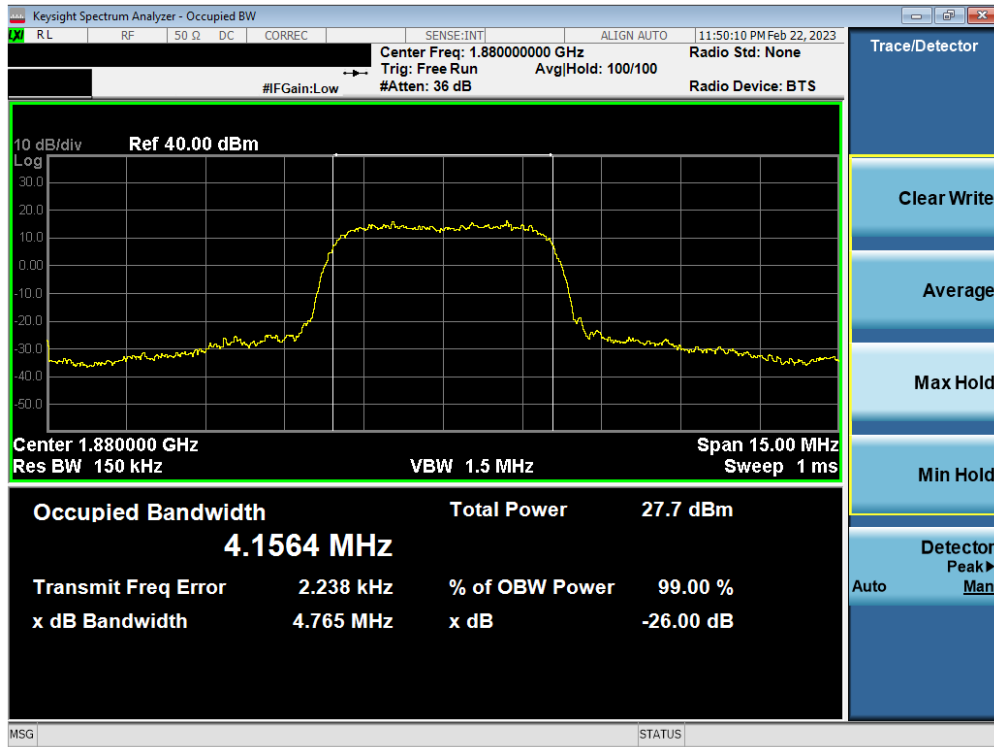 Keysight Spectrum Analyzer - Occupied BW
LXI RL RF 50 Ω DC CORREC SENSE:INT ALIGN AUTO 11:50:10 PM Feb 22, 2023
Center Freq: 1.880000000 GHz Radio Std: None
Trig: Free Run Avg|Hold: 100/100
#IFGain:Low #Atten: 36 dB Radio Device: BTS
10 dB/div Ref 40.00 dBm
Log
30.0
20.0
10.0
0.00
-10.0
-20.0
-30.0
-40.0
-50.0
Center 1.880000 GHz Span 15.00 MHz
Res BW 150 kHz VBW 1.5 MHz Sweep 1 ms
Occupied Bandwidth Total Power 27.7 dBm
4.1564 MHz
Transmit Freq Error 2.238 kHz % of OBW Power 99.00 %
x dB Bandwidth 4.765 MHz x dB -26.00 dB
MSG STATUS
Trace/Detector
Clear Write
Average
Max Hold
Min Hold
Detector
Peak▶
Auto Man